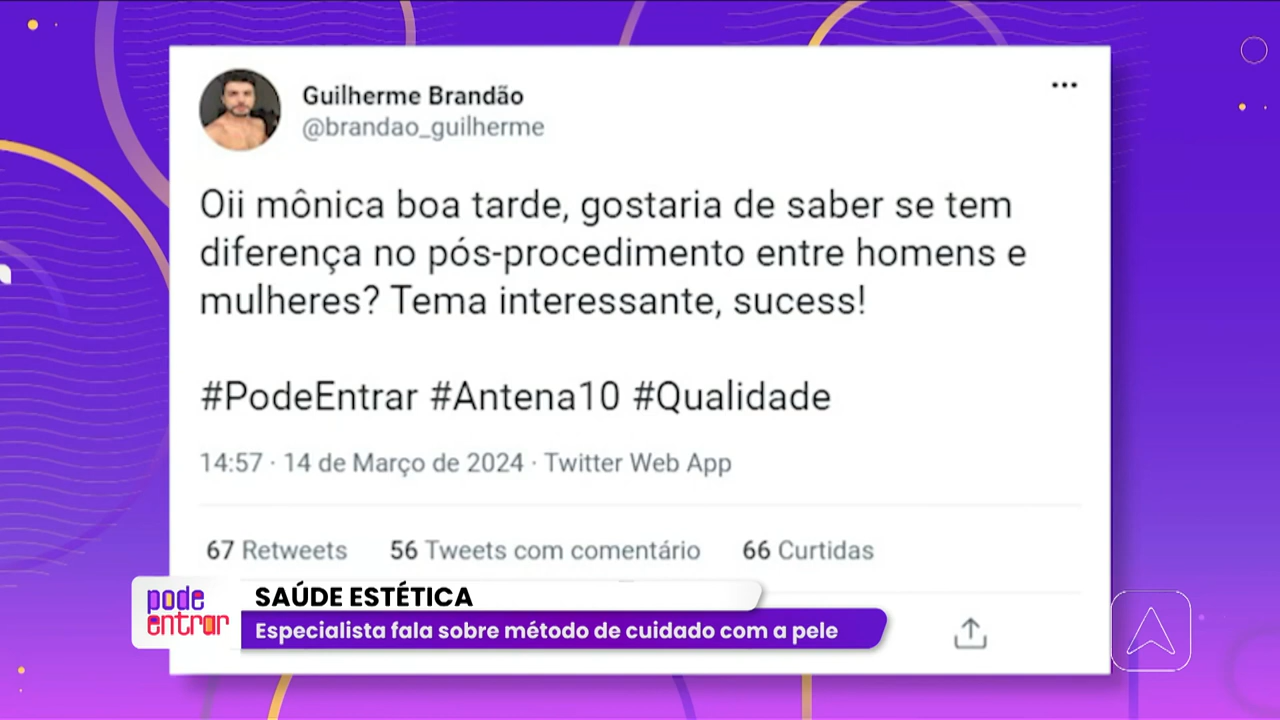 Guilherme Brandão
@brandao_guilherme
Oii mônica boa tarde, gostaria de saber se tem
diferença no pós-procedimento entre homens e
mulheres? Tema interessante, sucess!
#PodeEntrar #Antena10 #Qualidade
14:57 · 14 de Março de 2024 · Twitter Web App
67 Retweets 56 Tweets com comentário 66 Curtidas
pode
entrar
SAÚDE ESTÉTICA
Especialista fala sobre método de cuidado com a pele